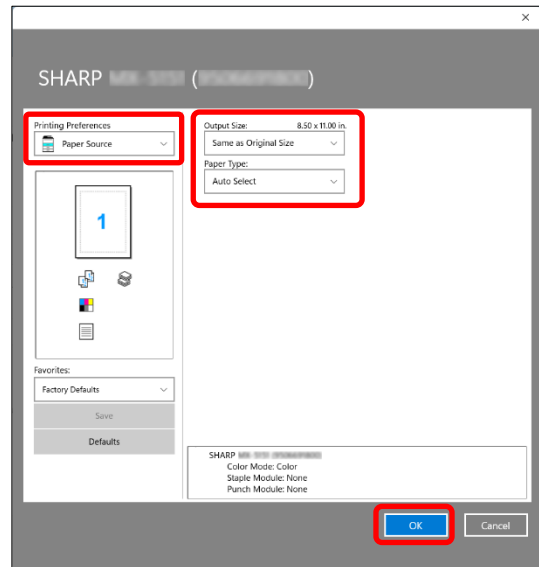 SHARP ( )
Printing Preferences
Paper Source
Output Size: 8.50 x 11.00 in.
Same as Original Size
Paper Type:
Auto Select
1
Favorites:
Factory Defaults
Save
Defaults
SHARP
Color Mode: Color
Staple Module: None
Punch Module: None
OK Cancel